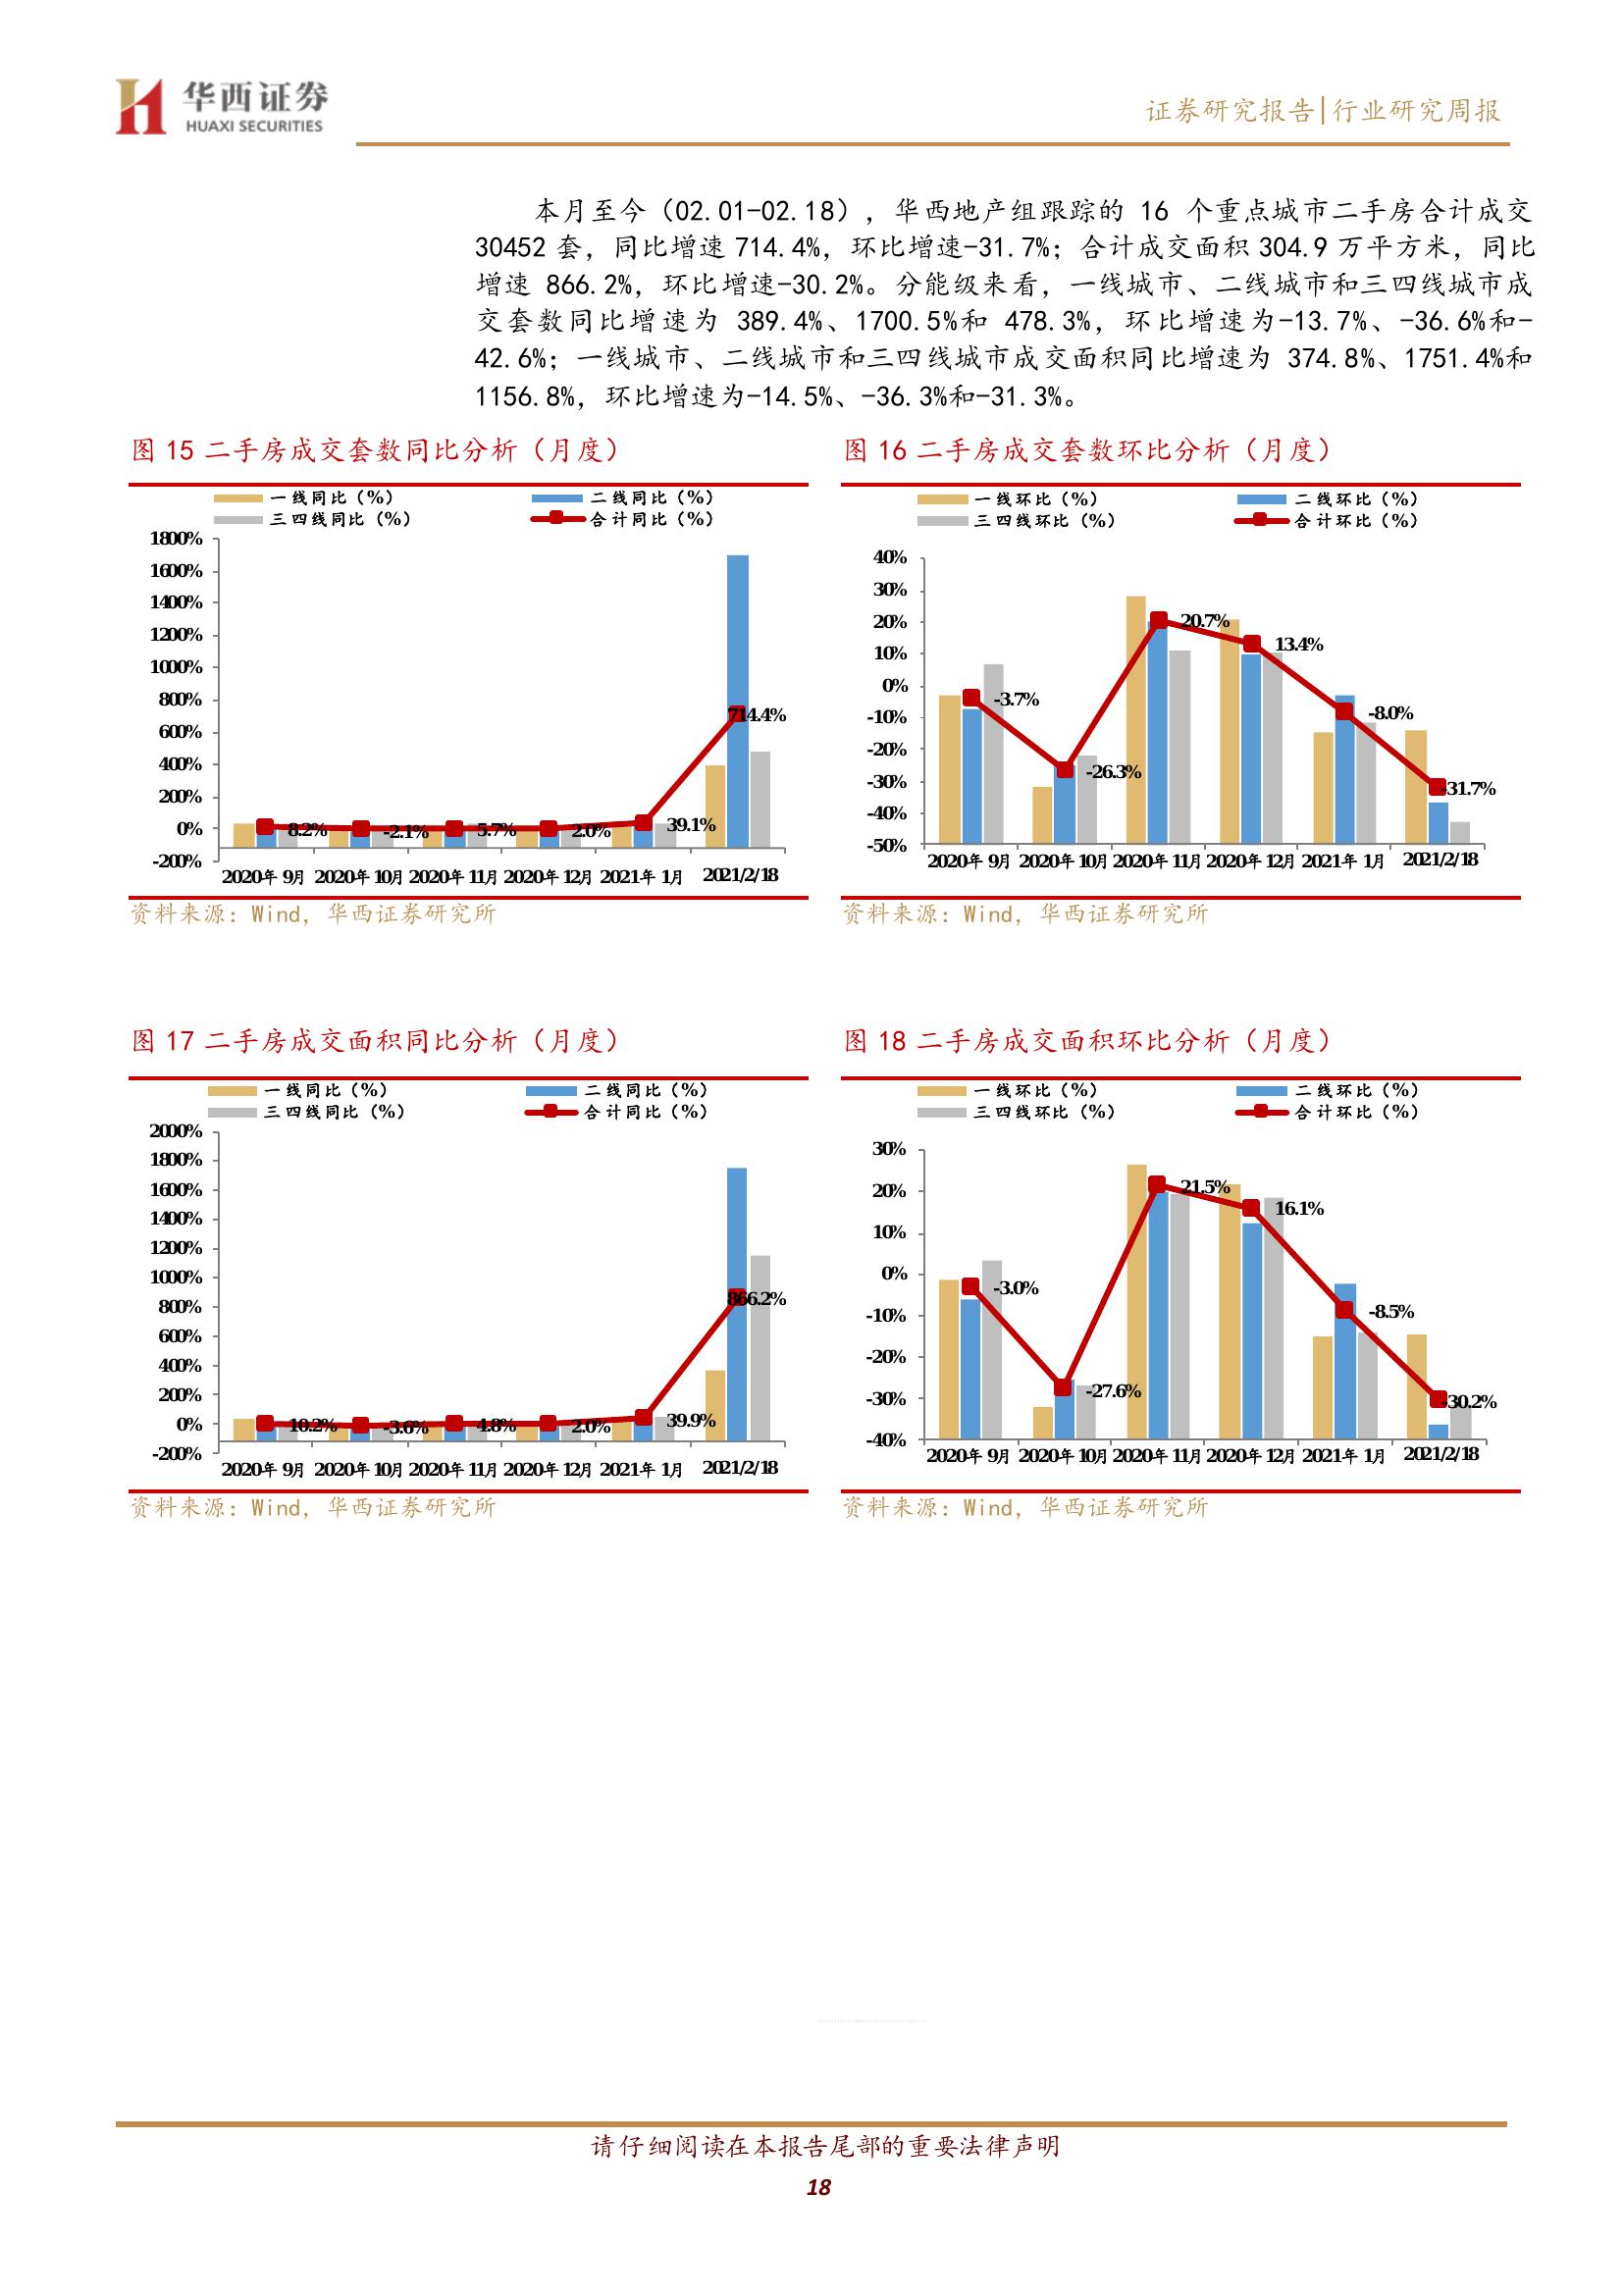 华西证券
HUAXI SECURITIES
证券研究报告|行业研究周报
本月至今（02.01-02.18），华西地产组跟踪的 16 个重点城市二手房合计成交
30452 套，同比增速 714.4%，环比增速-31.7%；合计成交面积 304.9 万平方米，同比
增速 866.2%，环比增速-30.2%。分能级来看，一线城市、二线城市和三四线城市成
交套数同比增速为 389.4%、1700.5%和 478.3%，环比增速为-13.7%、-36.6%和-
42.6%；一线城市、二线城市和三四线城市成交面积同比增速为 374.8%、1751.4%和
1156.8%，环比增速为-14.5%、-36.3%和-31.3%。
图 15 二手房成交套数同比分析（月度）
一线同比（%） 二线同比（%）
三四线同比（%） 合计同比（%）
1800%
1600%
1400%
1200%
1000%
800%
600%
400%
200%
0%
-200%
8.2% -2.1% 5.7% 2.0% 39.1% 714.4%
2020年 9月 2020年 10月 2020年 11月 2020年 12月 2021年 1月 2021/2/18
资料来源：Wind，华西证券研究所
图 16 二手房成交套数环比分析（月度）
一线环比（%） 二线环比（%）
三四线环比（%） 合计环比（%）
40%
30%
20%
10%
0%
-10%
-20%
-30%
-40%
-50%
-3.7% -26.3% 20.7% 13.4% -8.0% -31.7%
2020年 9月 2020年 10月 2020年 11月 2020年 12月 2021年 1月 2021/2/18
资料来源：Wind，华西证券研究所
图 17 二手房成交面积同比分析（月度）
一线同比（%） 二线同比（%）
三四线同比（%） 合计同比（%）
2000%
1800%
1600%
1400%
1200%
1000%
800%
600%
400%
200%
0%
-200%
10.2% -3.6% 4.8% 2.0% 39.9% 866.2%
2020年 9月 2020年 10月 2020年 11月 2020年 12月 2021年 1月 2021/2/18
资料来源：Wind，华西证券研究所
图 18 二手房成交面积环比分析（月度）
一线环比（%） 二线环比（%）
三四线环比（%） 合计环比（%）
30%
20%
10%
0%
-10%
-20%
-30%
-40%
-3.0% -27.6% 21.5% 16.1% -8.5% -30.2%
2020年 9月 2020年 10月 2020年 11月 2020年 12月 2021年 1月 2021/2/18
资料来源：Wind，华西证券研究所
请仔细阅读在本报告尾部的重要法律声明
18